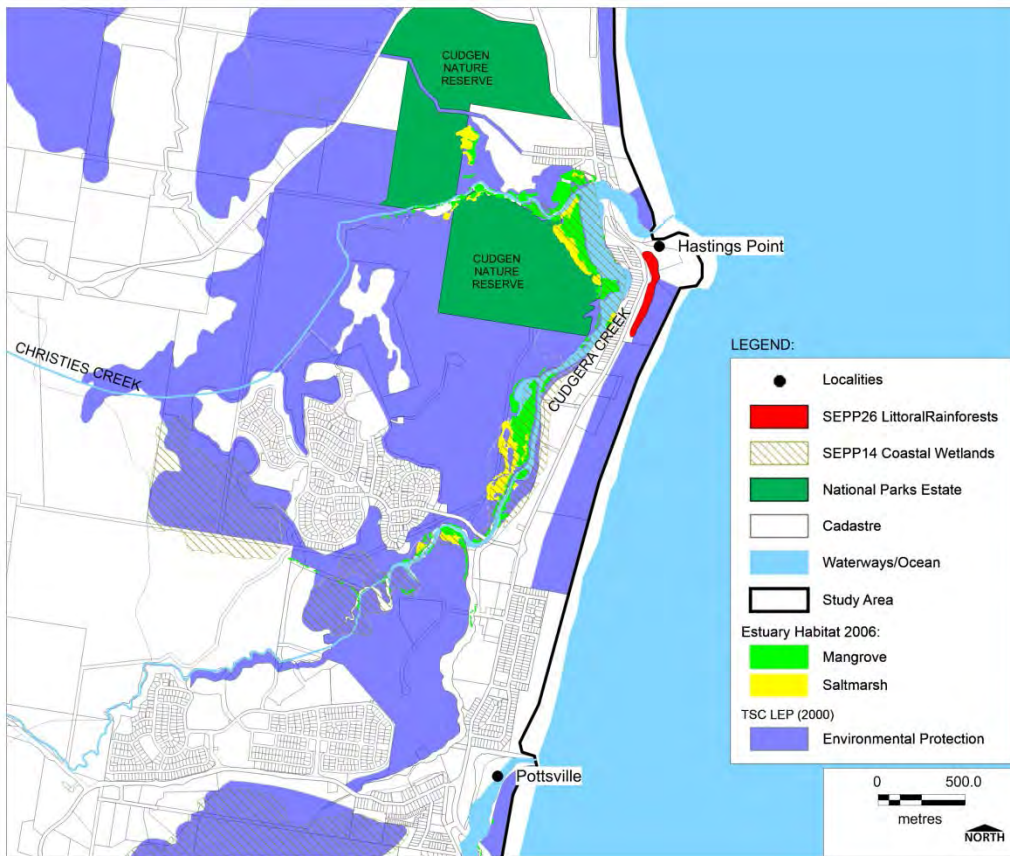 CUDGEN
NATURE
RESERVE
Hastings Point
CUDGEN
NATURE
RESERVE
CHRISTIES CREEK
CUDGERA CREEK
LEGEND:
Localities
SEPP26 LittoralRainforests
SEPP14 Coastal Wetlands
National Parks Estate
Cadastre
Waterways/Ocean
Study Area
Estuary Habitat 2006:
Mangrove
Saltmarsh
TSC LEP (2000)
Environmental Protection
Pottsville
0 500.0
metres
NORTH